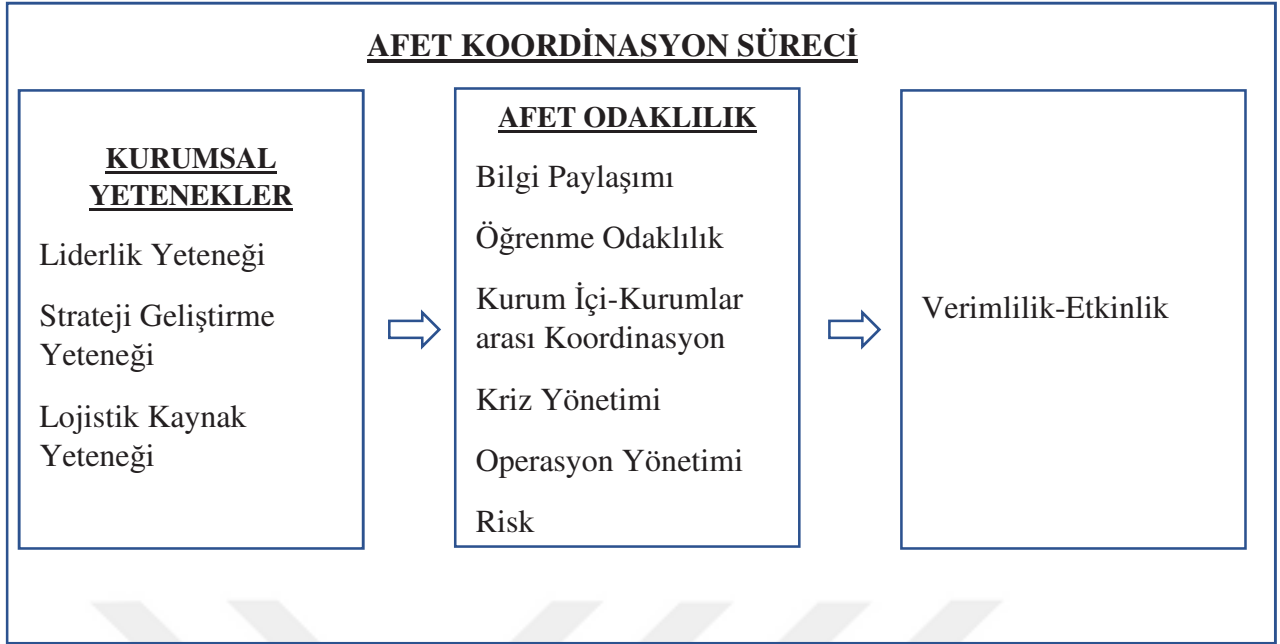 AFET KOORDİNASYON SÜRECİ
KURUMSAL
YETENEKLER
Liderlik Yeteneği
Strateji Geliştirme
Yeteneği
Lojistik Kaynak
Yeteneği
AFET ODAKLILIK
Bilgi Paylaşımı
Öğrenme Odaklılık
Kurum İçi-Kurumlar
arası Koordinasyon
Kriz Yönetimi
Operasyon Yönetimi
Risk
Verimlilik-Etkinlik